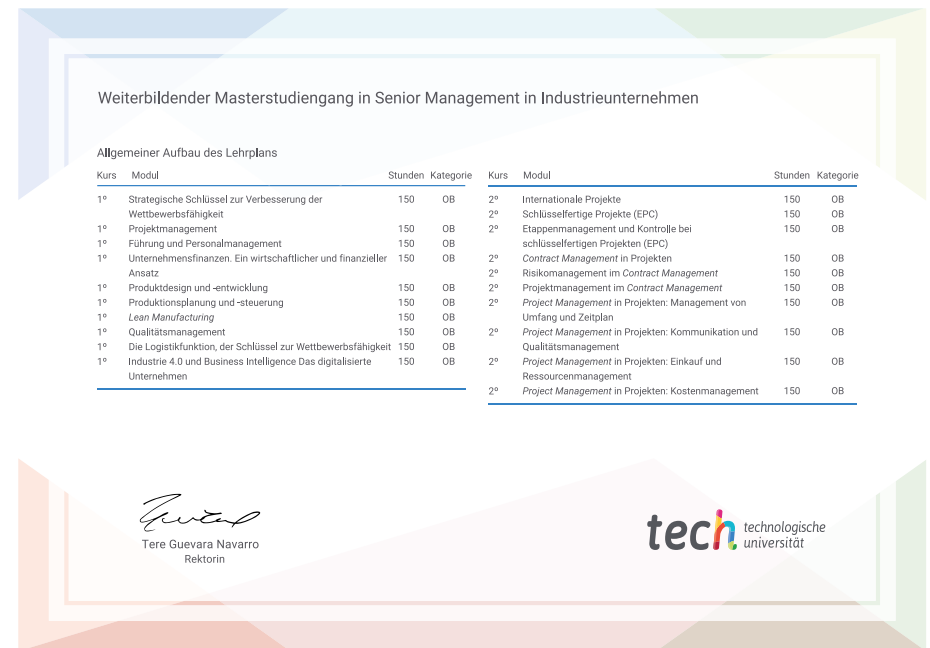 Weiterbildender Masterstudiengang in Senior Management in Industrieunternehmen
Allgemeiner Aufbau des Lehrplans
Kurs Modul Stunden Kategorie
1º Strategische Schlüssel zur Verbesserung der 150 OB
Wettbewerbsfähigkeit
1º Projektmanagement 150 OB
1º Führung und Personalmanagement 150 OB
1º Unternehmensfinanzen. Ein wirtschaftlicher und finanzieller 150 OB
Ansatz
1º Produktdesign und -entwicklung 150 OB
1º Produktionsplanung und -steuerung 150 OB
1º Lean Manufacturing 150 OB
1º Qualitätsmanagement 150 OB
1º Die Logistikfunktion, der Schlüssel zur Wettbewerbsfähigkeit 150 OB
1º Industrie 4.0 und Business Intelligence Das digitalisierte 150 OB
Unternehmen
Kurs Modul Stunden Kategorie
2º Internationale Projekte 150 OB
2º Schlüsselfertige Projekte (EPC) 150 OB
2º Etappenmanagement und Kontrolle bei 150 OB
schlüsselfertigen Projekten (EPC)
2º Contract Management in Projekten 150 OB
2º Risikomanagement im Contract Management 150 OB
2º Projektmanagement im Contract Management 150 OB
2º Project Management in Projekten: Management von 150 OB
Umfang und Zeitplan
2º Project Management in Projekten: Kommunikation und 150 OB
Qualitätsmanagement
2º Project Management in Projekten: Einkauf und 150 OB
Ressourcenmanagement
2º Project Management in Projekten: Kostenmanagement 150 OB
Tere Guevara Navarro
Rektorin
tech technologische
universität